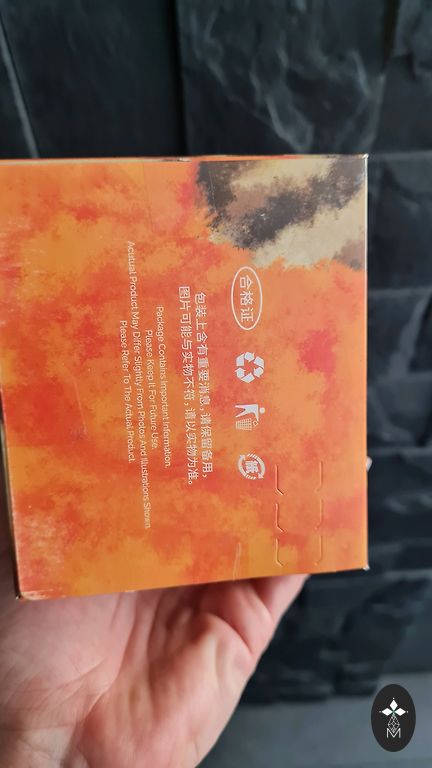 合格证
紙
包装上含有重要消息，请保留备用，
图片可能与实物不符，请以实物为准。
Package Contains Important Information.
Please Keep It For Future Use.
Acutual Product May Differ Slightly From Photos And Illustrations Shown.
Please Refer To The Actual Product.
M